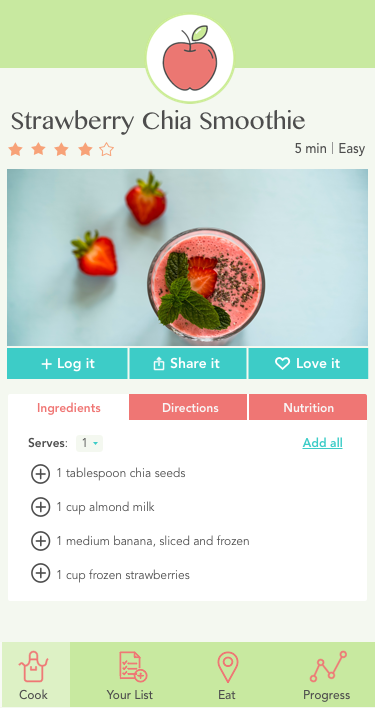 Strawberry Chia Smoothie
5 min | Easy
+ Log it
Share it
Love it
Ingredients
Directions
Nutrition
Serves: 1
Add all
1 tablespoon chia seeds
1 cup almond milk
1 medium banana, sliced and frozen
1 cup frozen strawberries
Cook
Your List
Eat
Progress